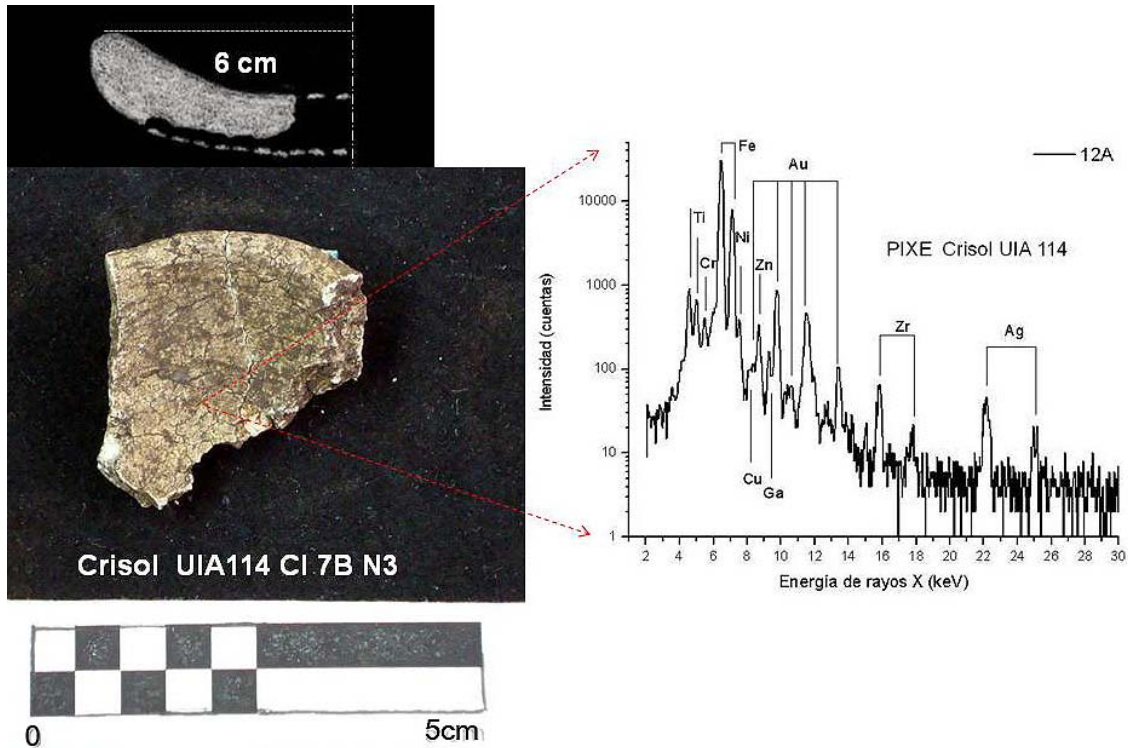 6 cm
Crisol UIA114 CI 7B N3
0
5cm
12A
PIXE Crisol UIA 114
Fe
Au
Ti
Cr
Ni
Zn
Zr
Ag
Cu
Ga
Intensidad (cuentas)
10000
1000
100
10
1
2 4 6 8 10 12 14 16 18 20 22 24 26 28 30
Energía de rayos X (keV)